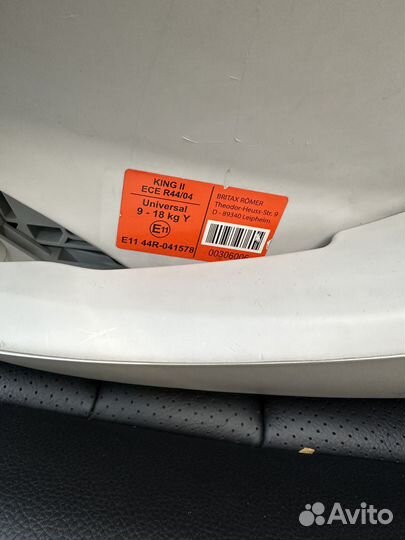 KING II
ECE R44/04
Universal
9 - 18 kg Y
E11
E11 44R-041578
BRITAX RÖMER
Theodor-Heuss-Str. 9
D - 89340 Leipheim
Avito